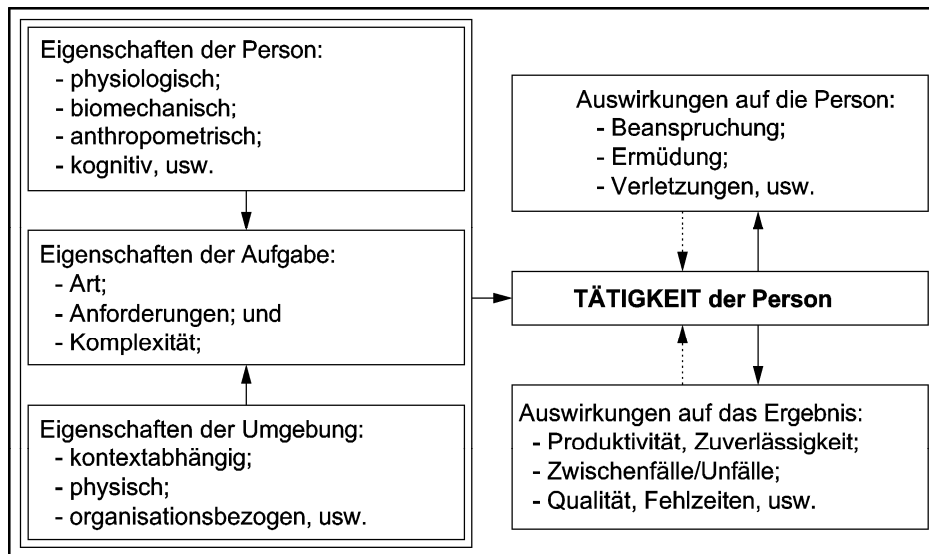 Eigenschaften der Person:
- physiologisch;
- biomechanisch;
- anthropometrisch;
- kognitiv, usw.
Eigenschaften der Aufgabe:
- Art;
- Anforderungen; und
- Komplexität;
Eigenschaften der Umgebung:
- kontextabhängig;
- physisch;
- organisationsbezogen, usw.
Auswirkungen auf die Person:
- Beanspruchung;
- Ermüdung;
- Verletzungen, usw.
TÄTIGKEIT der Person
Auswirkungen auf das Ergebnis:
- Produktivität, Zuverlässigkeit;
- Zwischenfälle/Unfälle;
- Qualität, Fehlzeiten, usw.